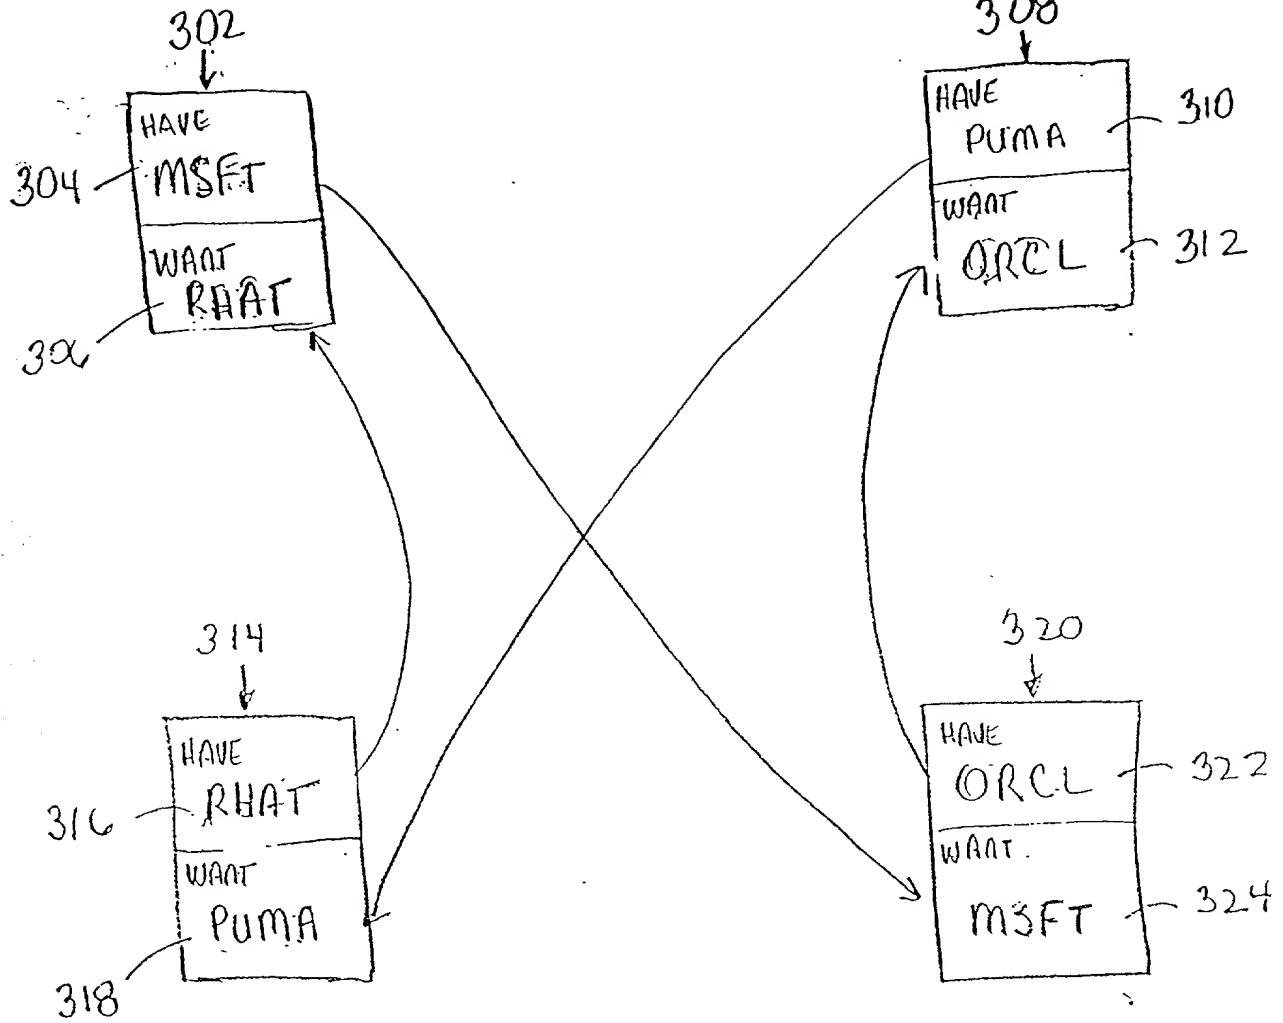 302
308
HAVE
MSFT
304
WANT
RHAT
306
HAVE
PUMA
310
WANT
ORCL
312
314
HAVE
RHAT
316
WANT
PUMA
318
320
HAVE
ORCL
322
WANT
MSFT
324